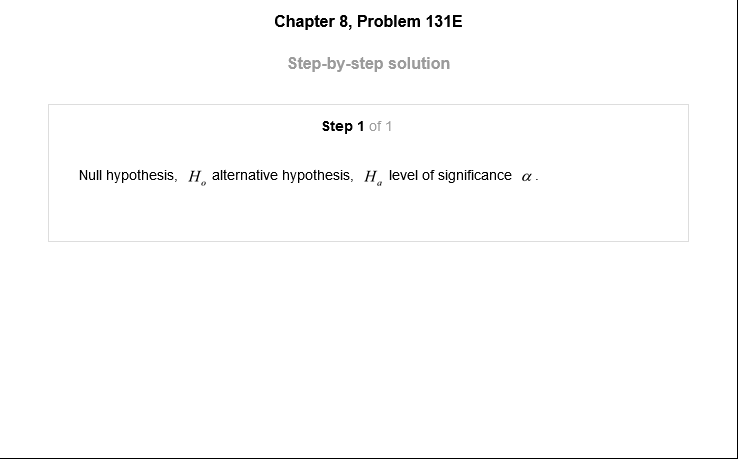 Chapter 8, Problem 131E
Step-by-step solution
Step 1 of 1
Null hypothesis, H_o alternative hypothesis, H_a level of significance α.